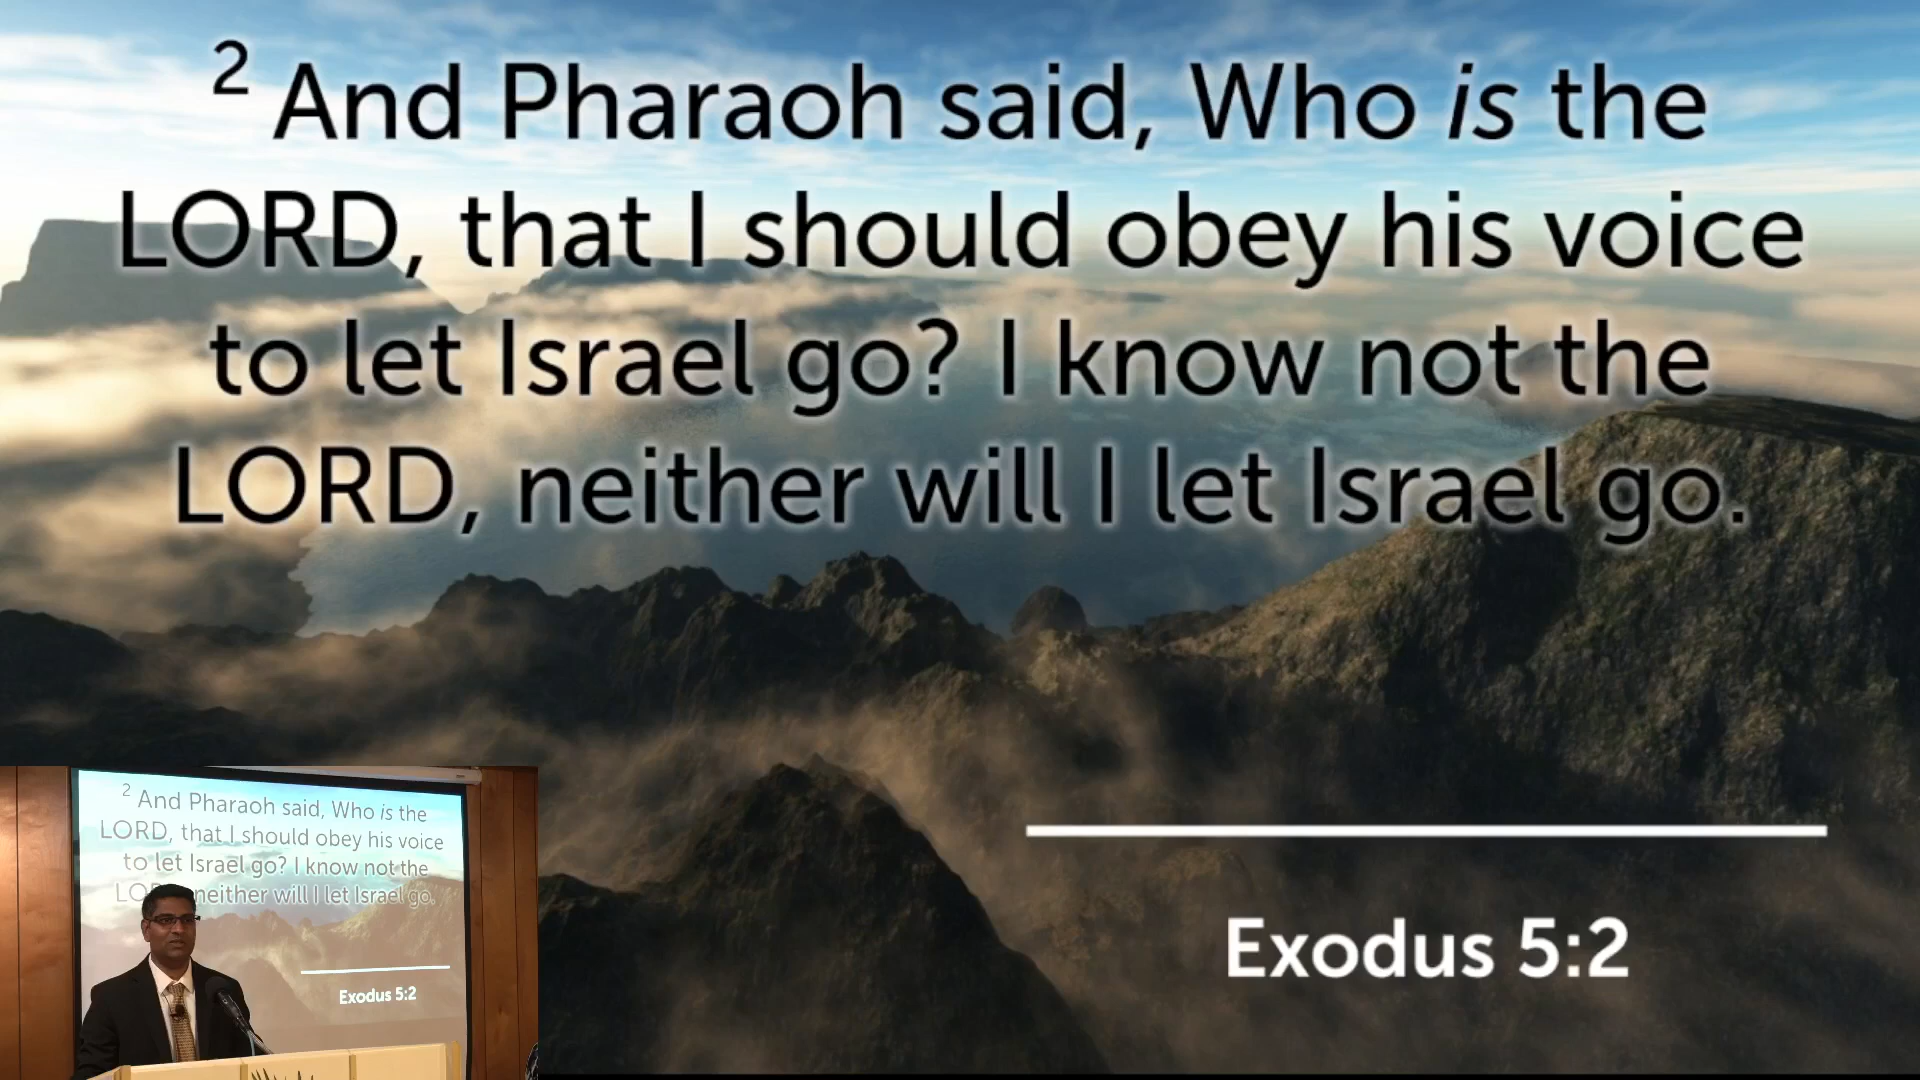 2 And Pharaoh said, Who is the
LORD, that I should obey his voice
to let Israel go? I know not the
LORD, neither will I let Israel go.
Exodus 5:2
2 And Pharaoh said, Who is the
LORD, that I should obey his voice
to let Israel go? I know not the
LO neither will I let Israel go.
Exodus 5:2